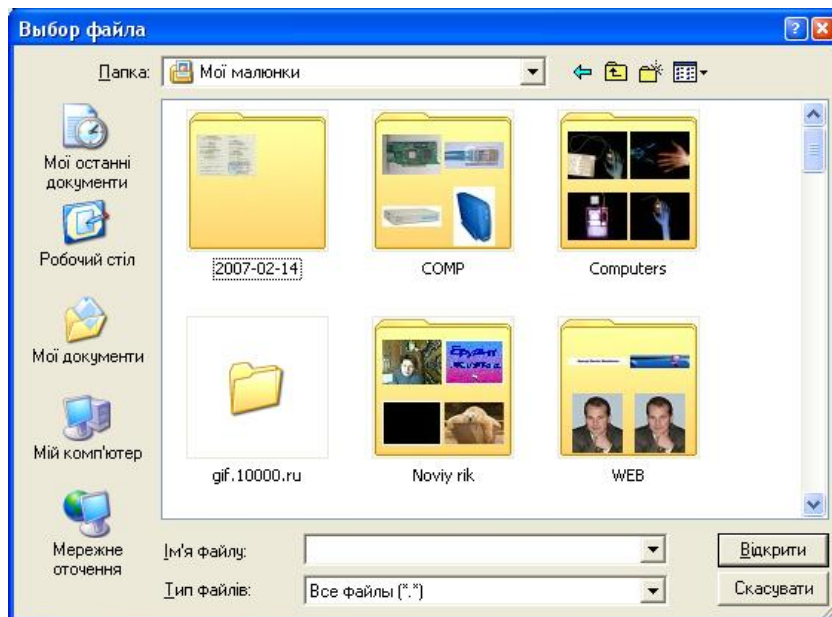 Выбор файла
Папка:
Мої малюнки
Мої останні
документи
Робочий стіл
Мої документи
Мій комп'ютер
Мережне
оточення
2007-02-14
COMP
Computers
gif.10000.ru
Noviy rik
WEB
Ім'я файлу:
Відкрити
Тип файлів:
Все файлы (*.*)
Скасувати